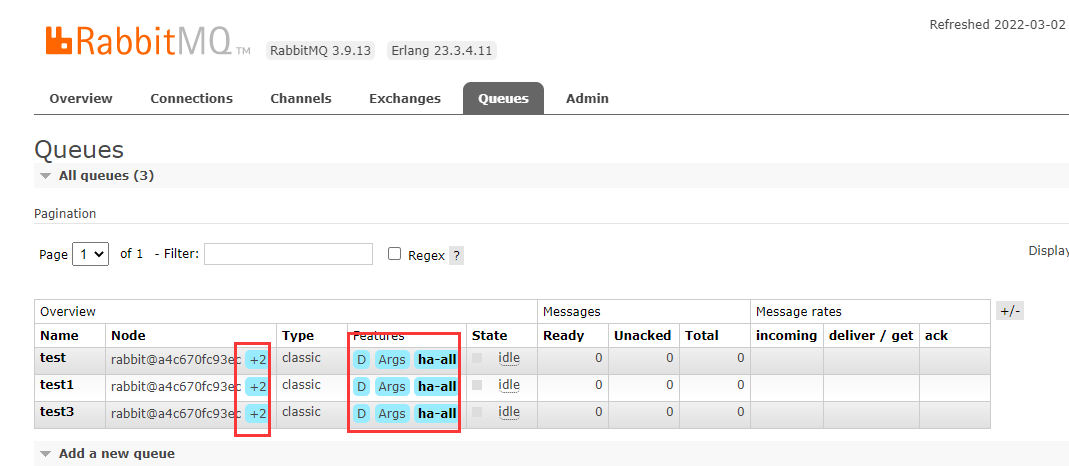 Refreshed 2022-03-02
RabbitMQ TM RabbitMQ 3.9.13 Erlang 23.3.4.11
Overview Connections Channels Exchanges Queues Admin
Queues
All queues (3)
Pagination
Page 1 of 1 - Filter: Regex ?
Display
Overview Messages Message rates +/-
Name Node Type Features State Ready Unacked Total incoming deliver / get ack
test rabbit@a4c670fc93ec +2 classic D Args ha-all idle 0 0 0
test1 rabbit@a4c670fc93ec +2 classic D Args ha-all idle 0 0 0
test3 rabbit@a4c670fc93ec +2 classic D Args ha-all idle 0 0 0
Add a new queue